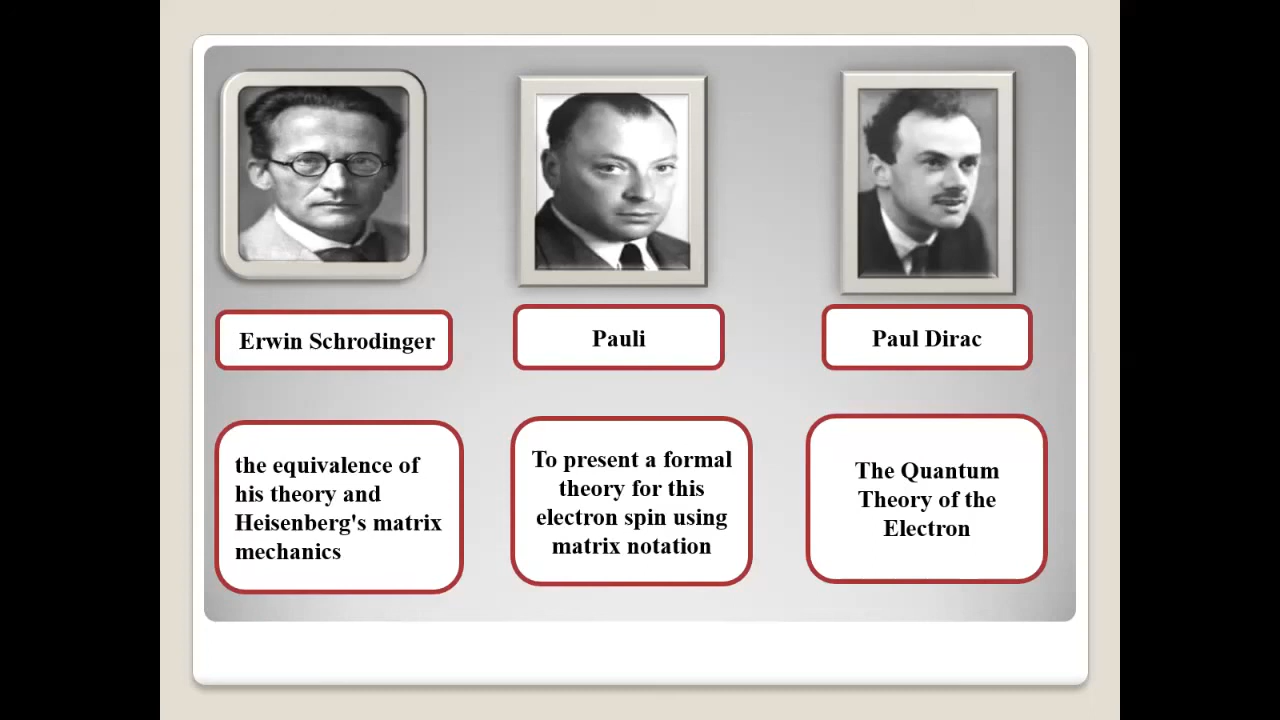 Erwin Schrodinger
Pauli
Paul Dirac
the equivalence of
his theory and
Heisenberg's matrix
mechanics
To present a formal
theory for this
electron spin using
matrix notation
The Quantum
Theory of the
Electron